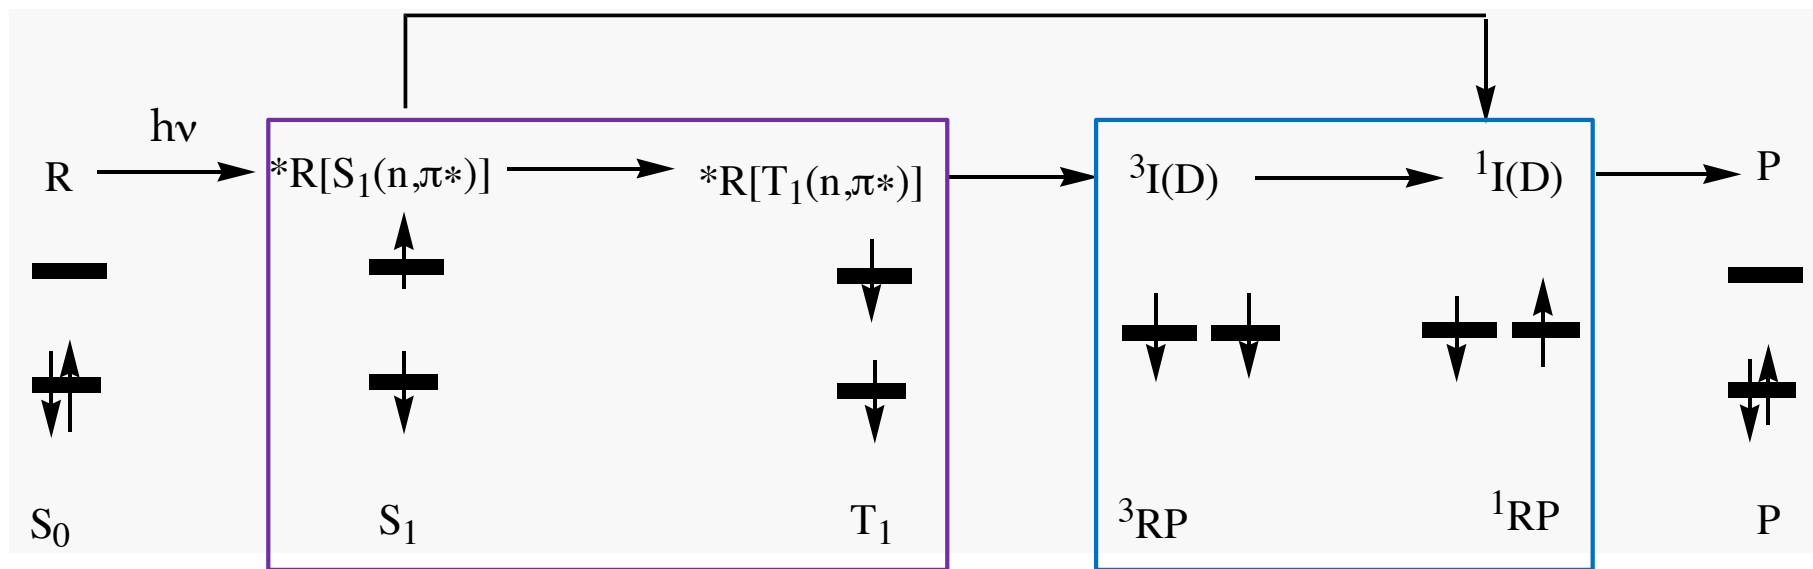 hν
R *R[S₁(n,π*)] *R[T₁(n,π*)] ³I(D) ¹I(D) P
S₀ S₁ T₁ ³RP ¹RP P